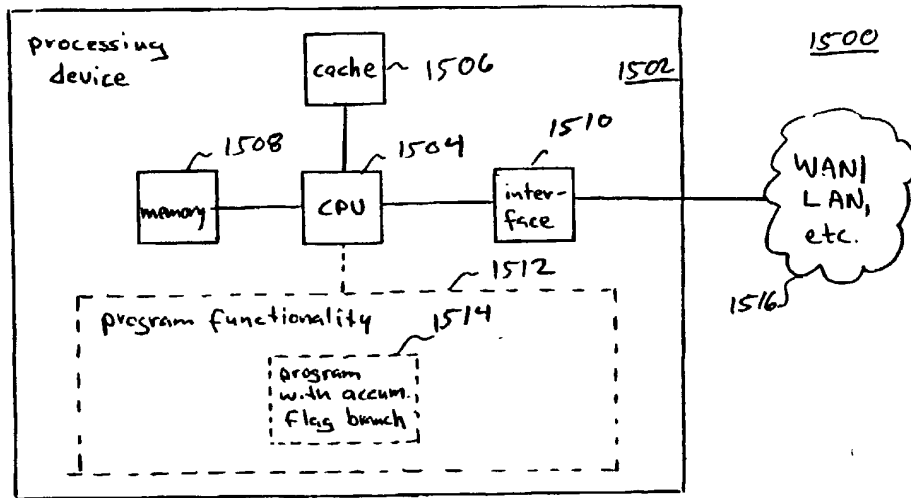 processing
device
cache
1506
1502
1500
1508
1504
1510
memory
CPU
inter-
face
WAN/
LAN,
etc.
1512
1516
program functionality
1514
program
with accum.
flag branch